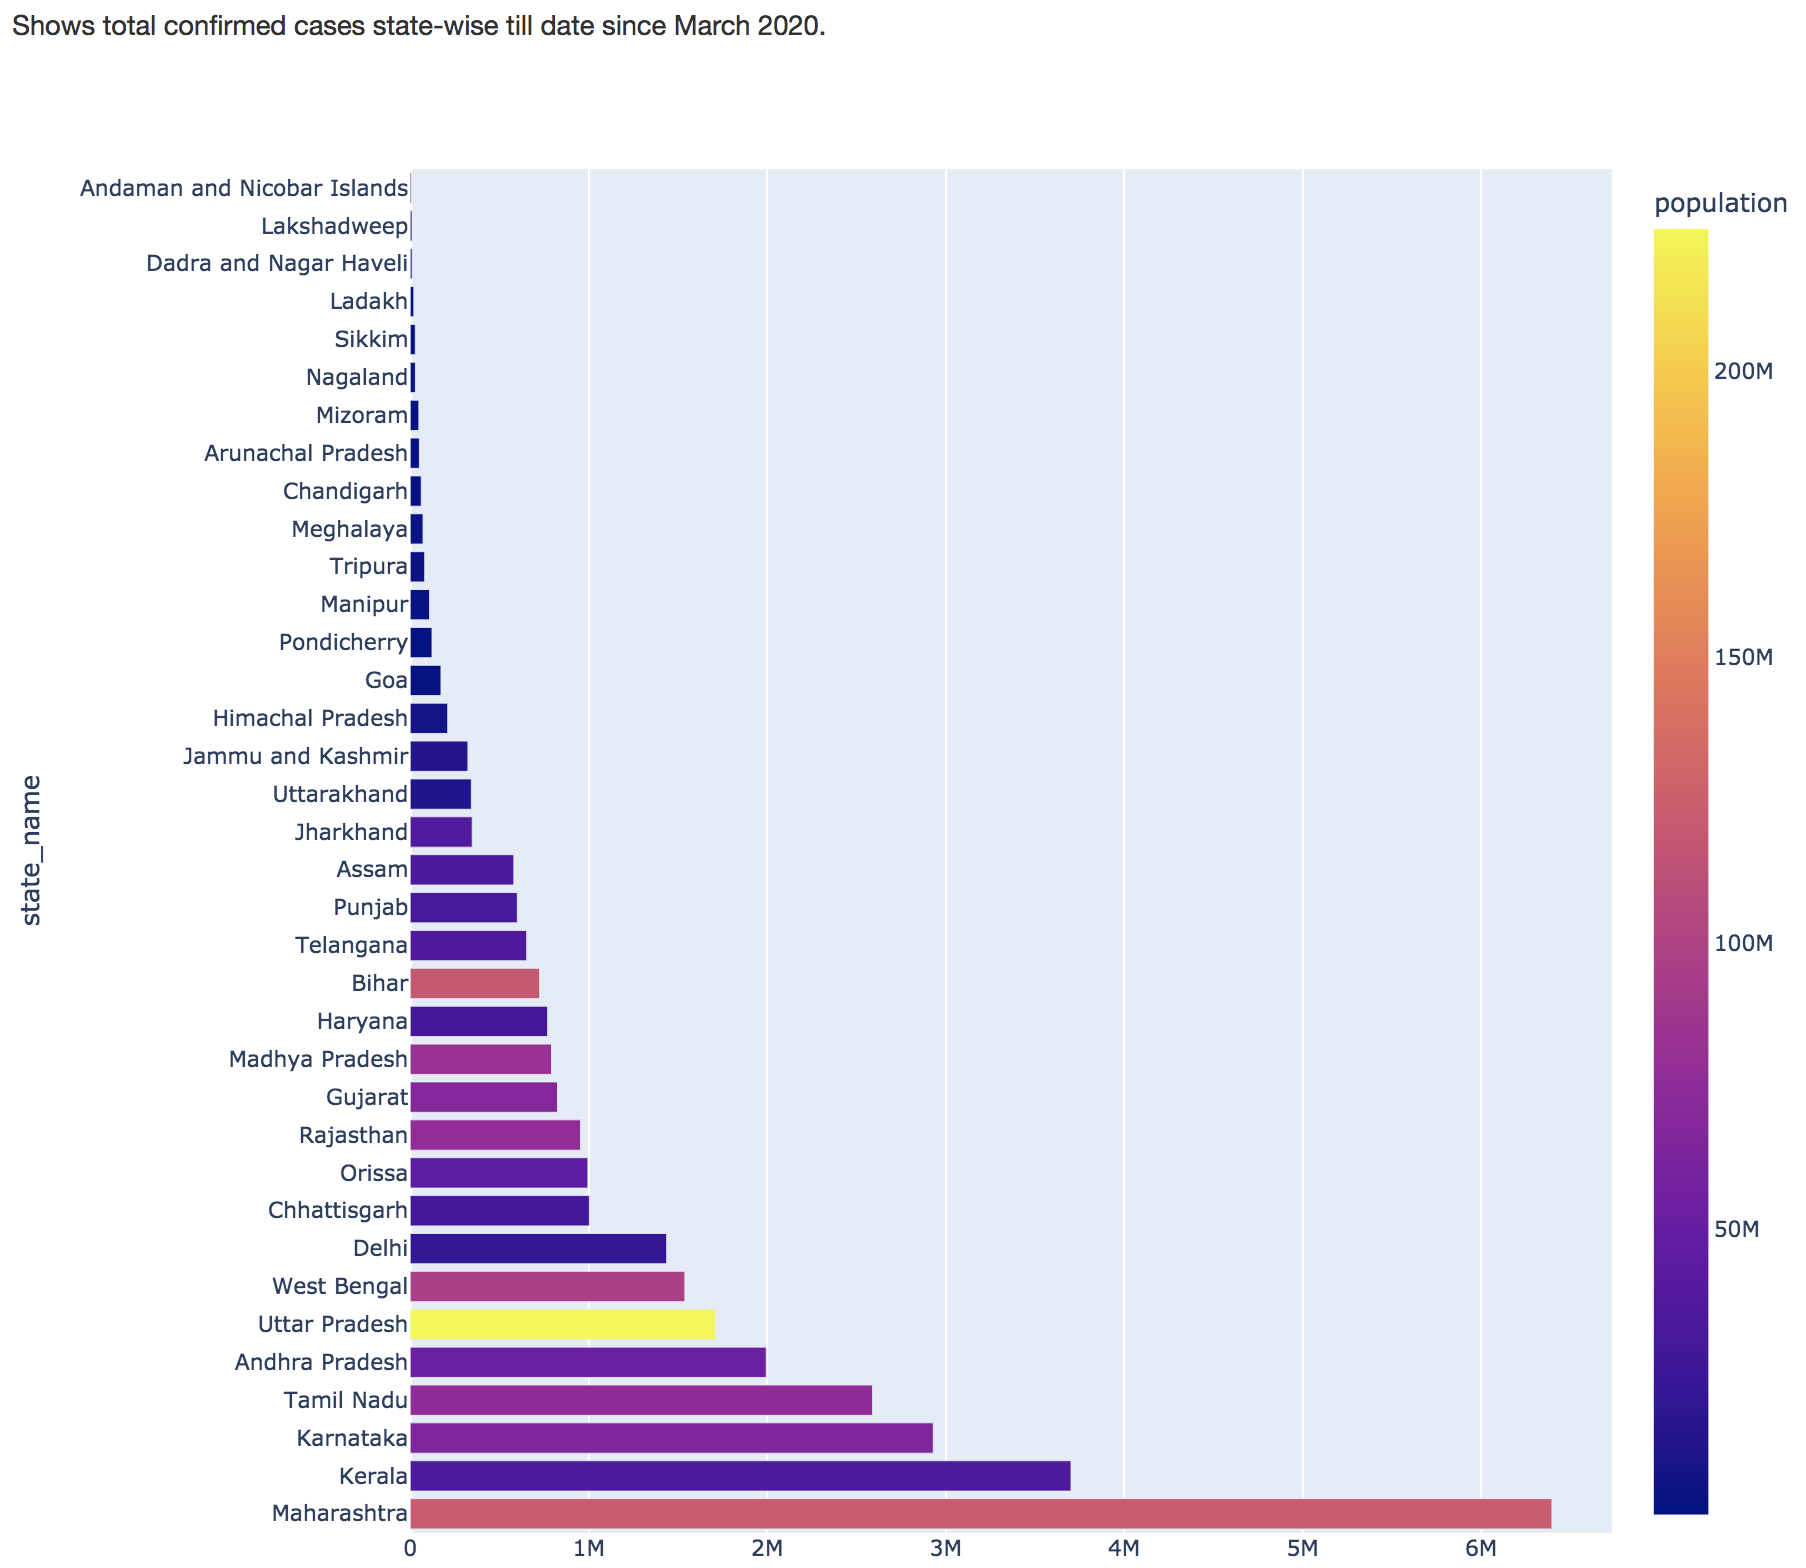 Shows total confirmed cases state-wise till date since March 2020.
Andaman and Nicobar Islands
Lakshadweep
Dadra and Nagar Haveli
Ladakh
Sikkim
Nagaland
Mizoram
Arunachal Pradesh
Chandigarh
Meghalaya
Tripura
Manipur
Pondicherry
Goa
Himachal Pradesh
Jammu and Kashmir
Uttarakhand
Jharkhand
Assam
Punjab
Telangana
Bihar
Haryana
Madhya Pradesh
Gujarat
Rajasthan
Orissa
Chhattisgarh
Delhi
West Bengal
Uttar Pradesh
Andhra Pradesh
Tamil Nadu
Karnataka
Kerala
Maharashtra
state_name
0 1M 2M 3M 4M 5M 6M
population
200M
150M
100M
50M